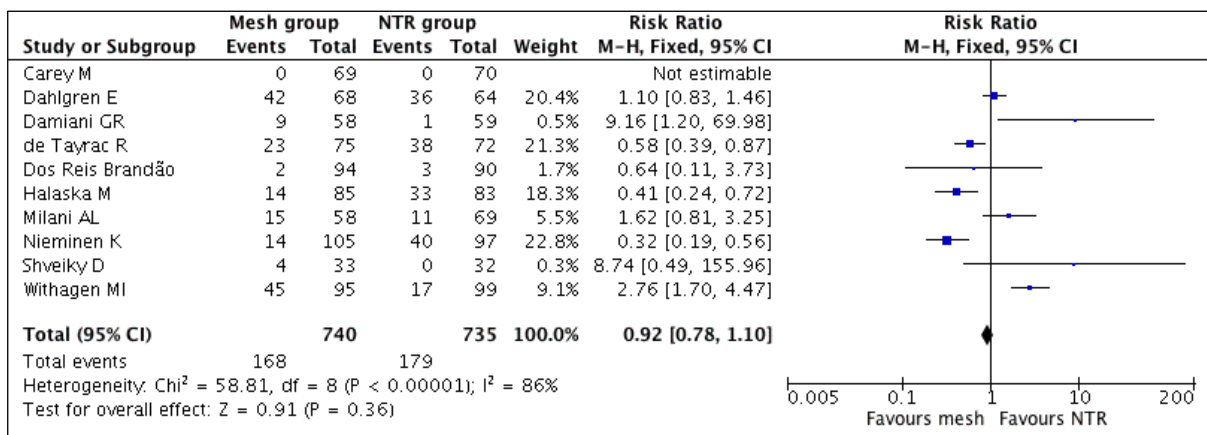 Mesh group NTR group Risk Ratio Risk Ratio
Study or Subgroup Events Total Events Total Weight M-H, Fixed, 95% CI M-H, Fixed, 95% CI
Carey M 0 69 0 70 Not estimable
Dahlgren E 42 68 36 64 20.4% 1.10 [0.83, 1.46]
Damiani GR 9 58 1 59 0.5% 9.16 [1.20, 69.98]
de Tayrac R 23 75 38 72 21.3% 0.58 [0.39, 0.87]
Dos Reis Brandão 2 94 3 90 1.7% 0.64 [0.11, 3.73]
Halaska M 14 85 33 83 18.3% 0.41 [0.24, 0.72]
Milani AL 15 58 11 69 5.5% 1.62 [0.81, 3.25]
Nieminen K 14 105 40 97 22.8% 0.32 [0.19, 0.56]
Shveiky D 4 33 0 32 0.3% 8.74 [0.49, 155.96]
Withagen MI 45 95 17 99 9.1% 2.76 [1.70, 4.47]
Total (95% CI) 740 735 100.0% 0.92 [0.78, 1.10]
Total events 168 179
Heterogeneity: Chi² = 58.81, df = 8 (P < 0.00001); I² = 86%
Test for overall effect: Z = 0.91 (P = 0.36)
0.005 0.1 1 10 200
Favours mesh Favours NTR